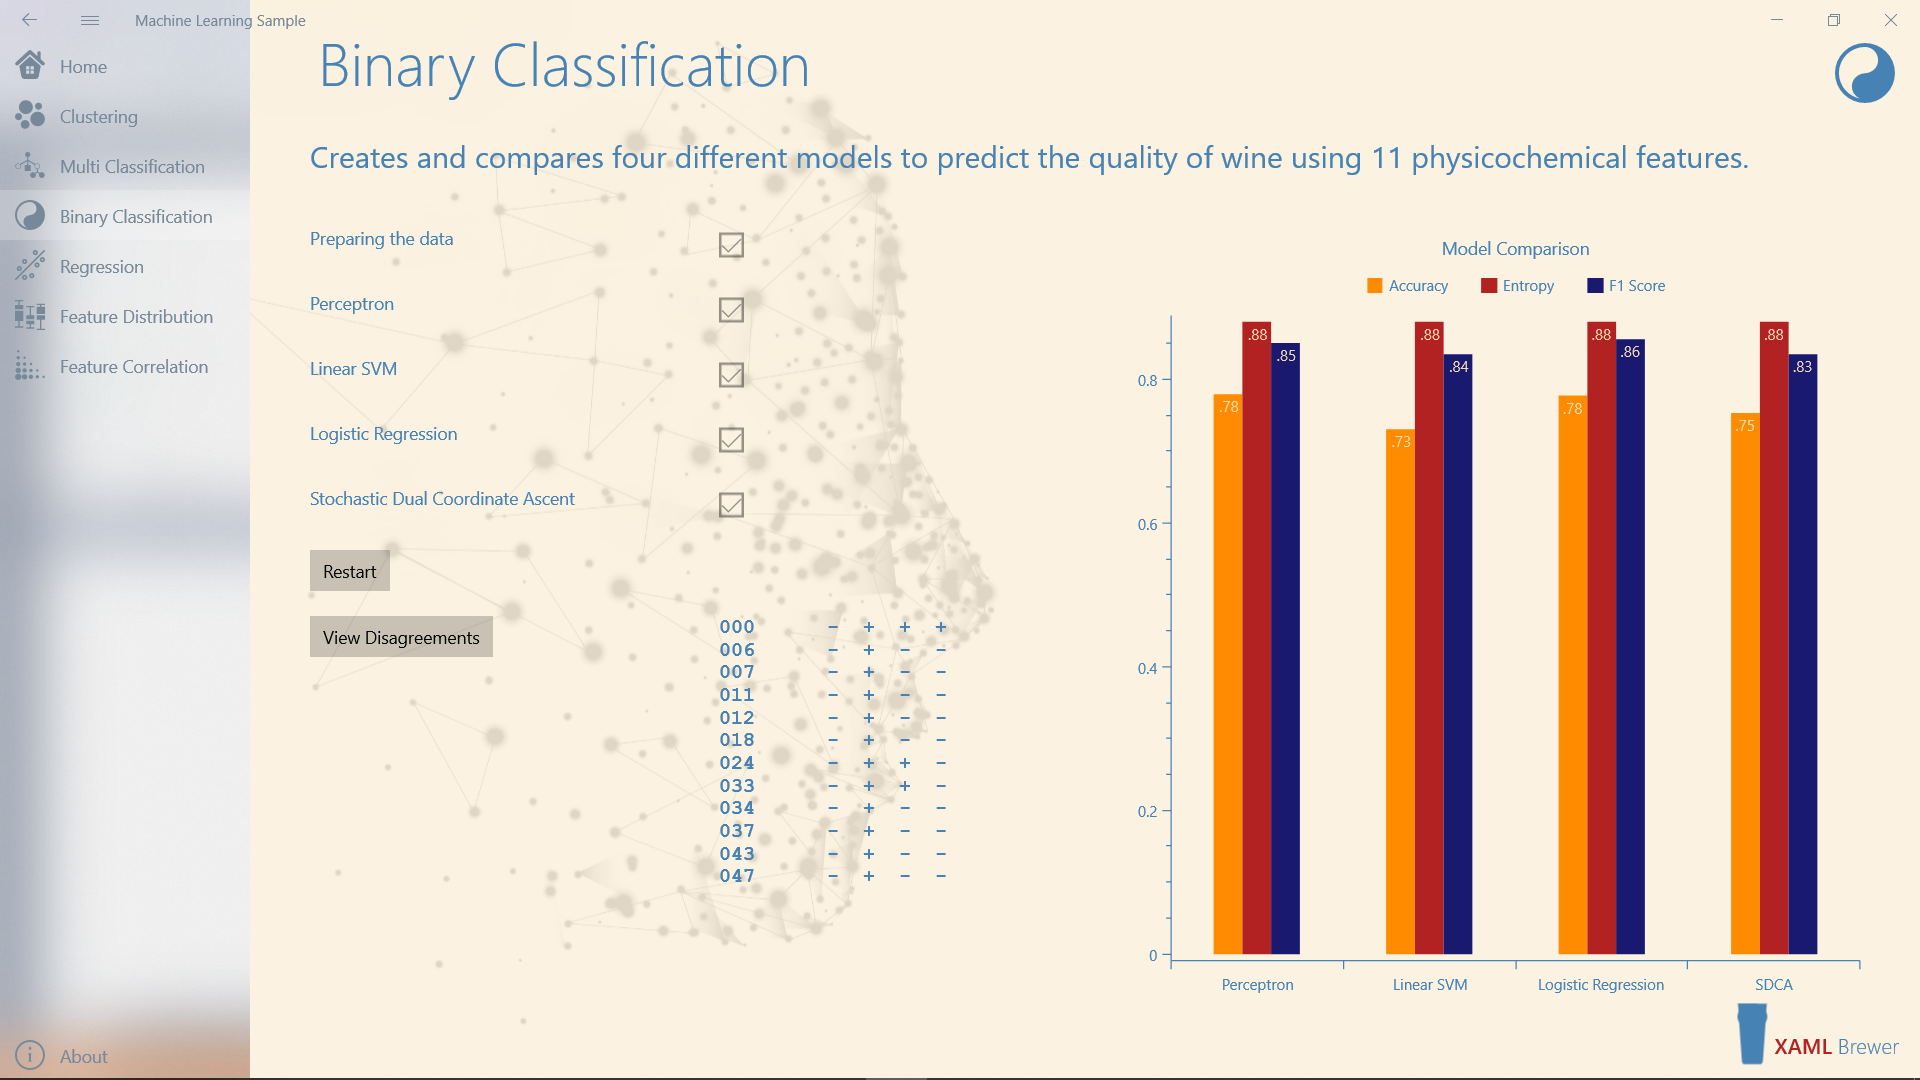 Machine Learning Sample
Home
Clustering
Multi Classification
Binary Classification
Regression
Feature Distribution
Feature Correlation
About
Binary Classification
Creates and compares four different models to predict the quality of wine using 11 physicochemical features.
Preparing the data
Perceptron
Linear SVM
Logistic Regression
Stochastic Dual Coordinate Ascent
Restart
View Disagreements
000 - + + +
006 - + - -
007 - + - -
011 - + - -
012 - + - -
018 - + - -
024 - + + -
033 - + + -
034 - + - -
037 - + - -
043 - + - -
047 - + - -
Model Comparison
Accuracy Entropy F1 Score
0.8
0.6
0.4
0.2
0
.78 .88 .85
.73 .88 .84
.78 .88 .86
.75 .88 .83
Perceptron Linear SVM Logistic Regression SDCA
XAML Brewer